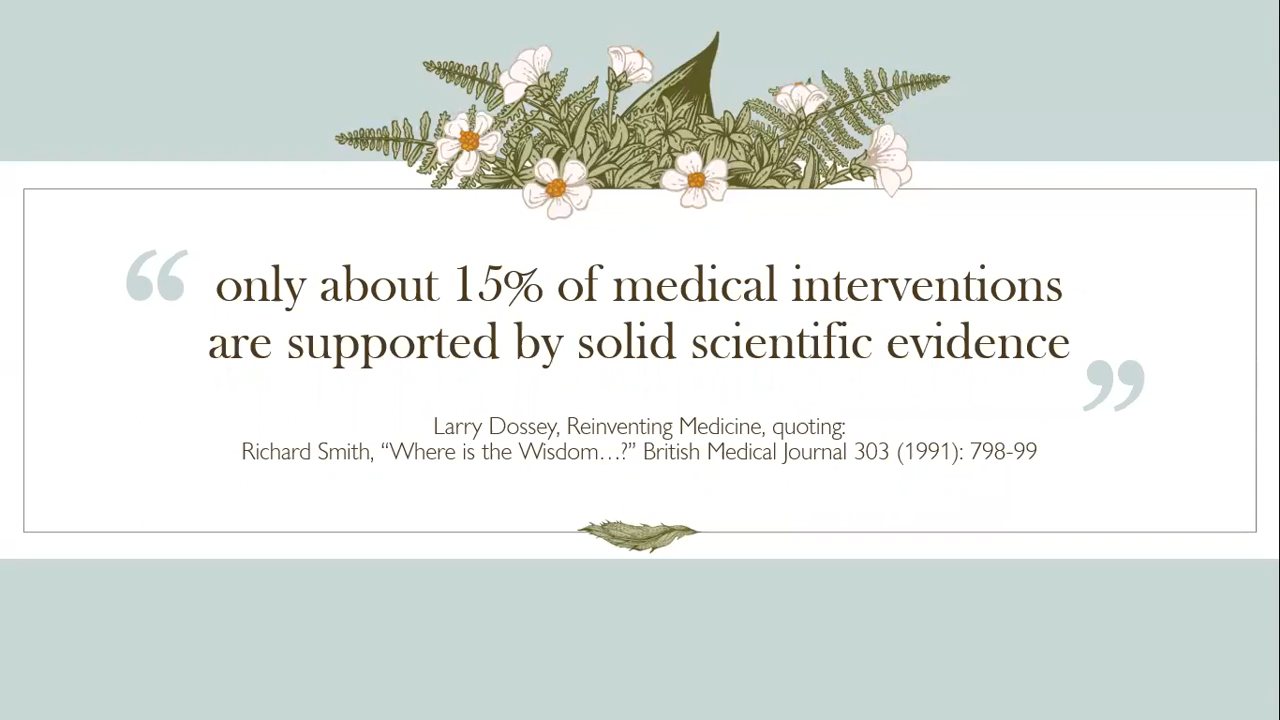 “only about 15% of medical interventions
are supported by solid scientific evidence”
Larry Dossey, Reinventing Medicine, quoting:
Richard Smith, “Where is the Wisdom…?” British Medical Journal 303 (1991): 798-99